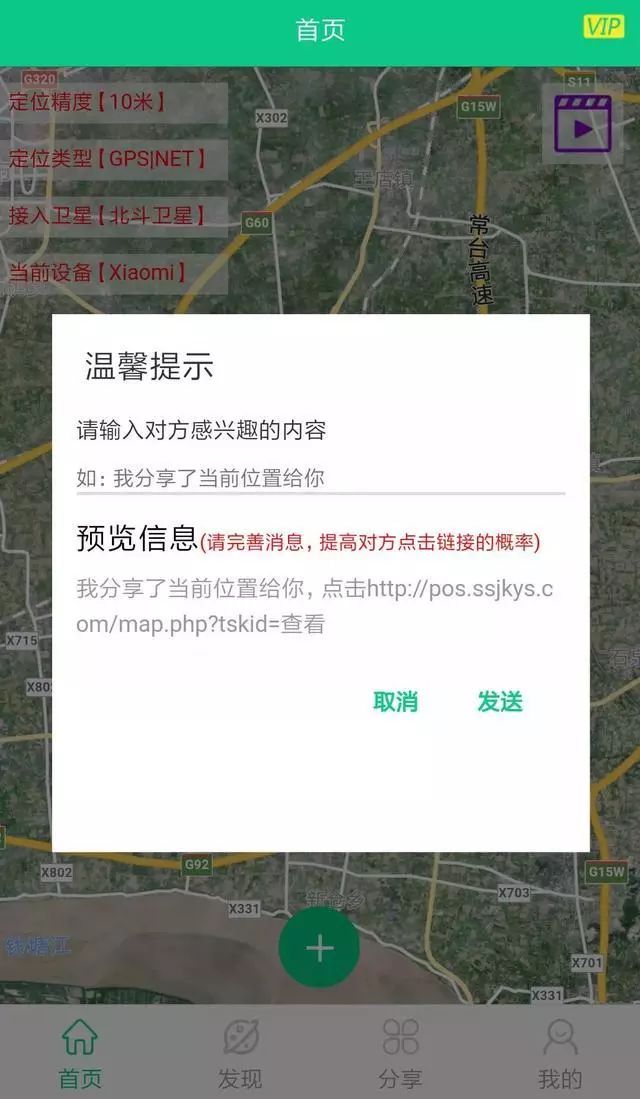 首页
VIP
G320
定位精度【10米】
S11
G15W
X302
定位类型【GPS|NET】
王店镇
接入卫星【北斗卫星】
G60
常台高速
当前设备【Xiaomi】
温馨提示
请输入对方感兴趣的内容
如: 我分享了当前位置给你
预览信息(请完善消息，提高对方点击链接的概率)
我分享了当前位置给你，点击http://pos.ssjkys.c
om/map.php?tskid=查看
X715
X802
取消
发送
G92
X802
G15W
X703
X331
钱塘江
X701
X331
首页
发现
分享
我的